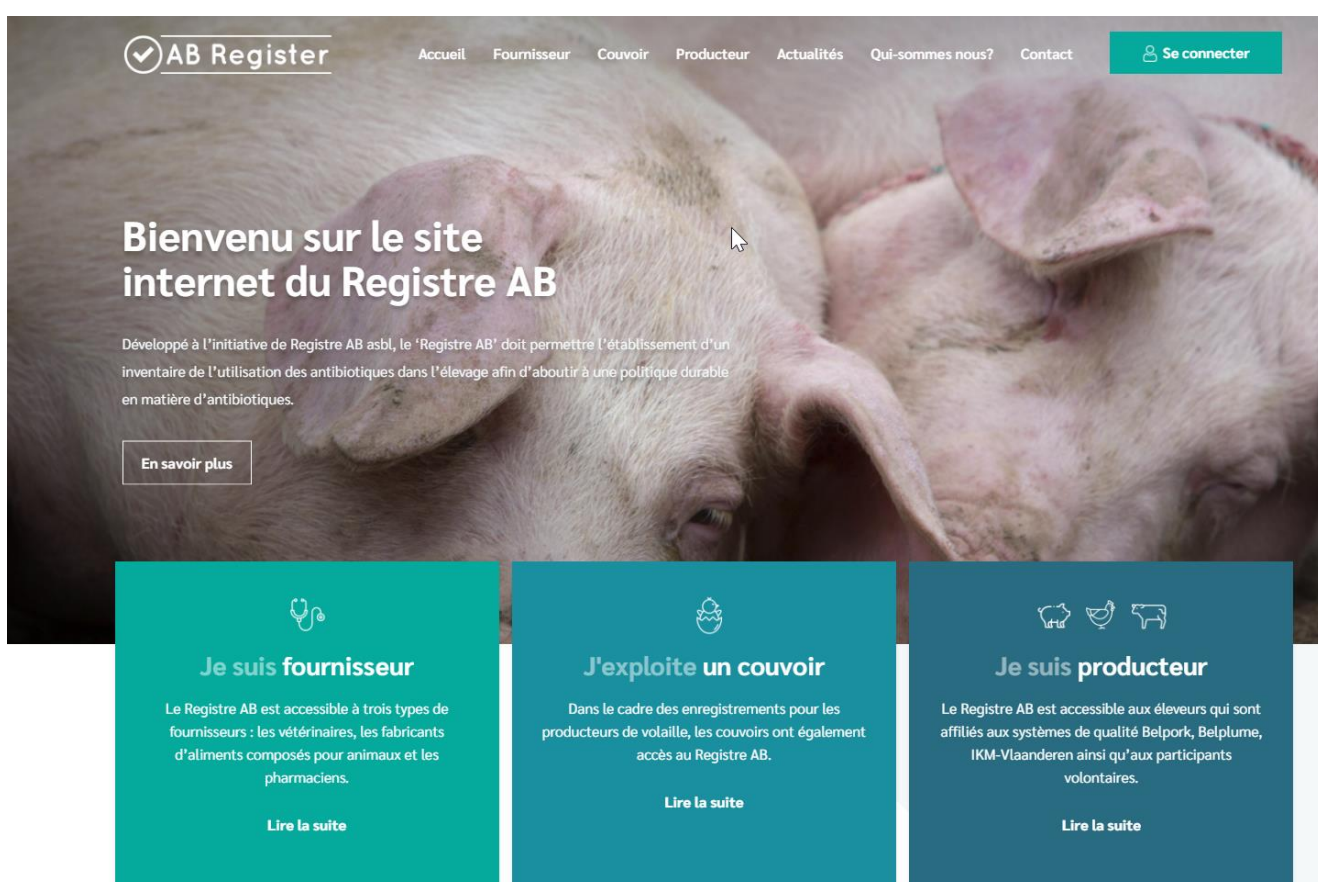 AB Register
Accueil Fournisseur Couvoir Producteur Actualités Qui-sommes nous? Contact Se connecter
Bienvenu sur le site
internet du Registre AB
Développé à l’initiative de Registre AB asbl, le ‘Registre AB’ doit permettre l’établissement d’un
inventaire de l’utilisation des antibiotiques dans l’élevage afin d’aboutir à une politique durable
en matière d’antibiotiques.
En savoir plus
Je suis fournisseur
Le Registre AB est accessible à trois types de
fournisseurs : les vétérinaires, les fabricants
d’aliments composés pour animaux et les
pharmaciens.
Lire la suite
J'exploite un couvoir
Dans le cadre des enregistrements pour les
producteurs de volaille, les couvoirs ont également
accès au Registre AB.
Lire la suite
Je suis producteur
Le Registre AB est accessible aux éleveurs qui sont
affiliés aux systèmes de qualité Belpork, Belplume,
IKM-Vlaanderen ainsi qu’aux participants
volontaires.
Lire la suite